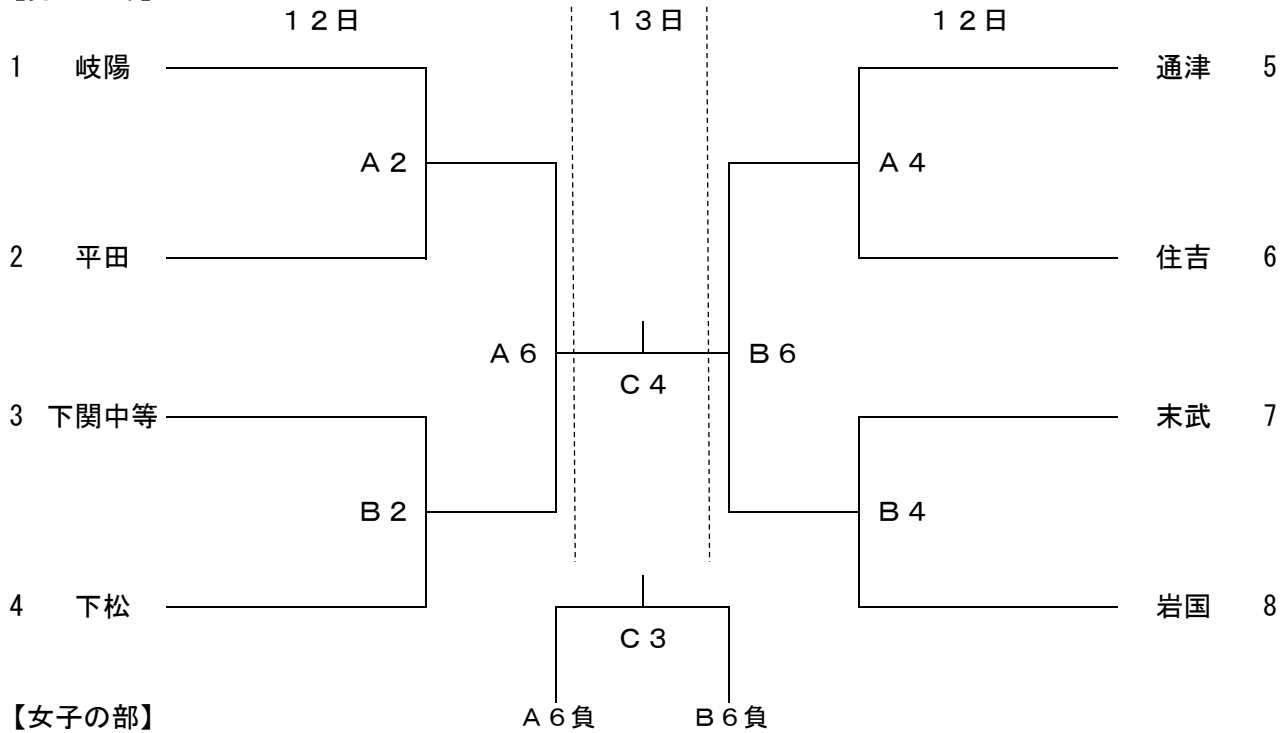 １２日 １３日 １２日
1 岐陽 通津 5
Ａ２ Ａ４
2 平田 住吉 6
Ａ６ Ｂ６
Ｃ４
3 下関中等 末武 7
Ｂ２ Ｂ４
4 下松 岩国 8
Ｃ３
【女子の部】 Ａ６負 Ｂ６負